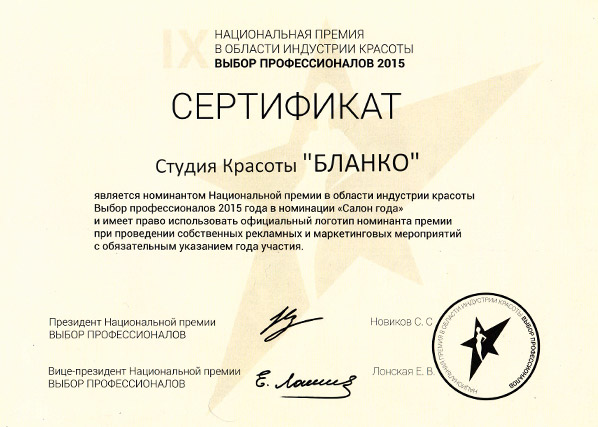 IX
НАЦИОНАЛЬНАЯ ПРЕМИЯ
В ОБЛАСТИ ИНДУСТРИИ КРАСОТЫ
ВЫБОР ПРОФЕССИОНАЛОВ 2015
СЕРТИФИКАТ
Студия Красоты "БЛАНКО"
является номинантом Национальной премии в области индустрии красоты
Выбор профессионалов 2015 года в номинации «Салон года»
и имеет право использовать официальный логотип номинанта премии
при проведении собственных рекламных и маркетинговых мероприятий
с обязательным указанием года участия.
Президент Национальной премии
ВЫБОР ПРОФЕССИОНАЛОВ
Новиков С. С
Вице-президент Национальной премии
ВЫБОР ПРОФЕССИОНАЛОВ
Е. Лонская
Лонская Е. В.
НАЦИОНАЛЬНАЯ ПРЕМИЯ В ОБЛАСТИ ИНДУСТРИИ КРАСОТЫ ВЫБОР ПРОФЕССИОНАЛОВ